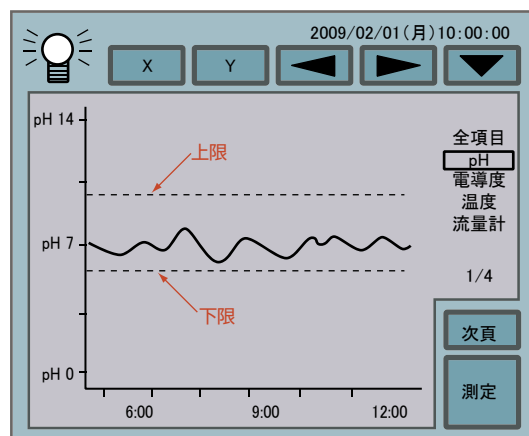 2009/02/01(月)10:00:00
X
Y
pH 14
上限
全項目
pH
電導度
温度
流量計
pH 7
1/4
下限
次頁
pH 0
測定
6:00
9:00
12:00